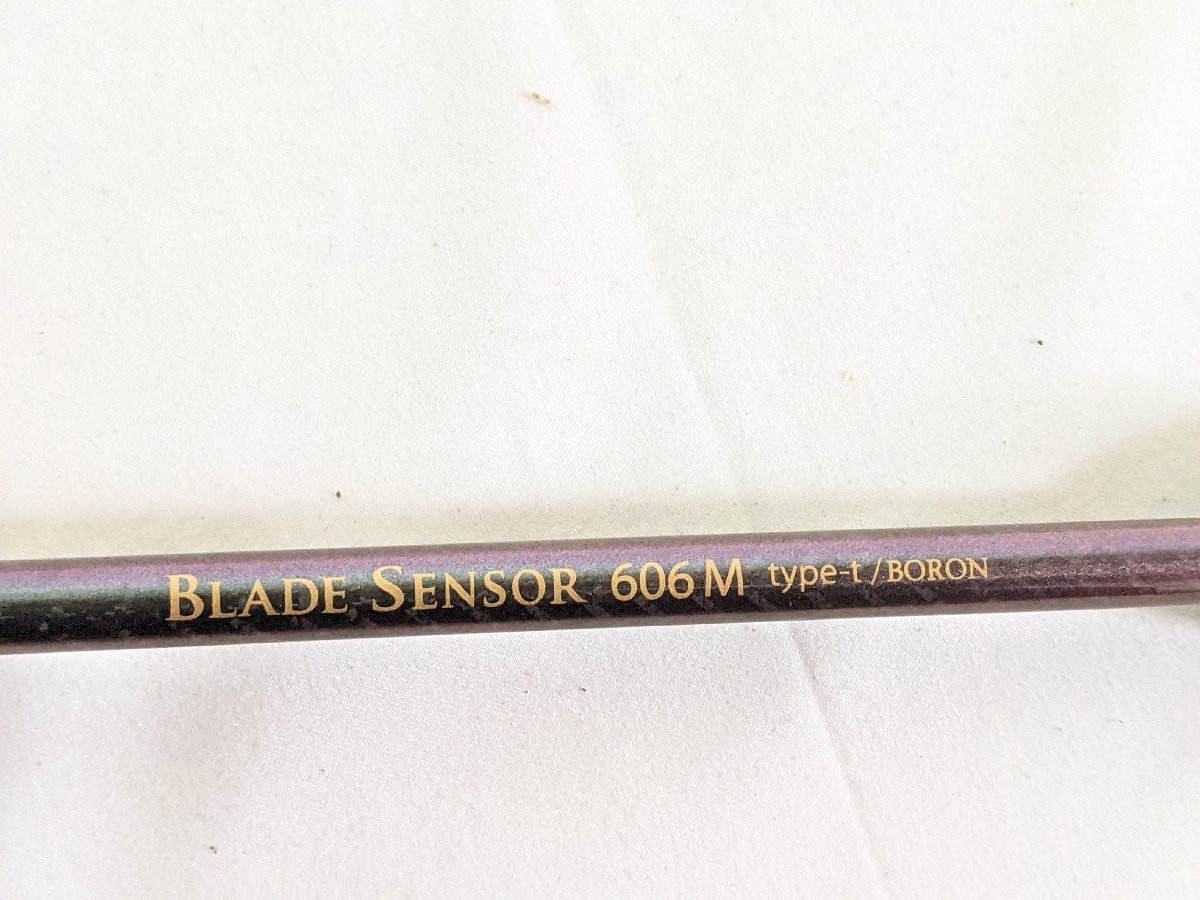 BLADE SENSOR 606M type-t /BORON